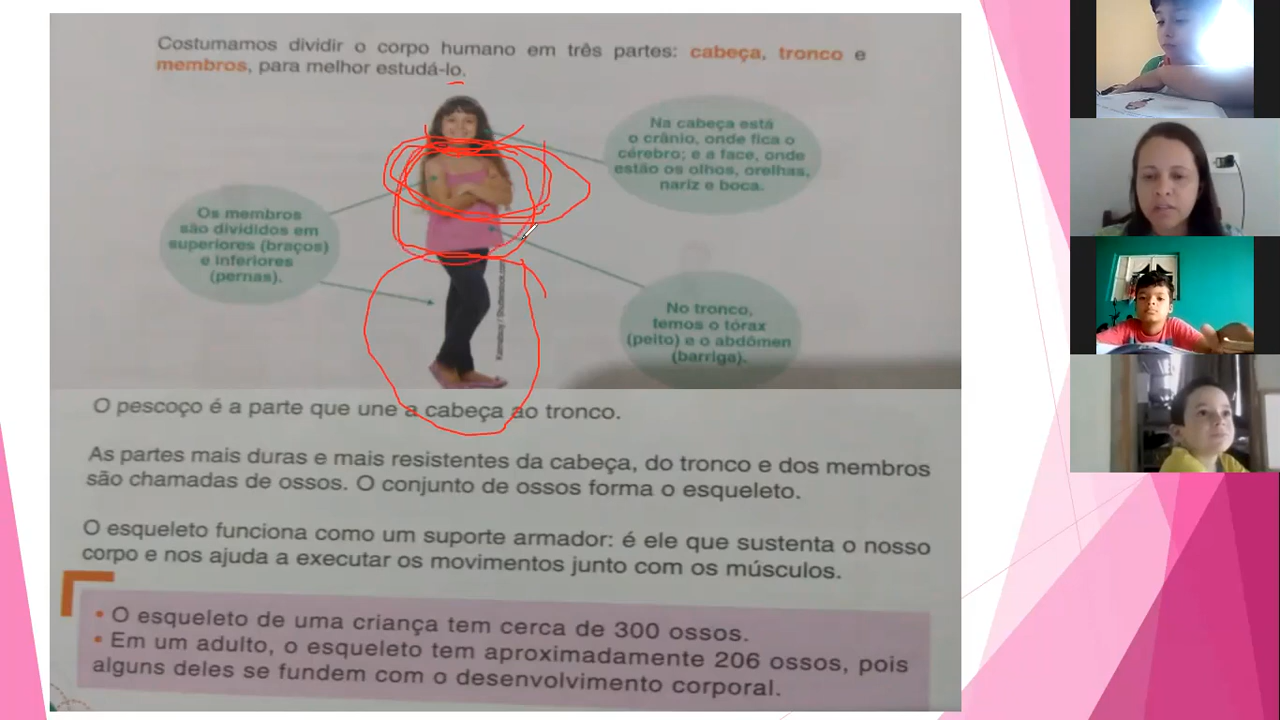 Costumamos dividir o corpo humano em três partes: cabeça, tronco e
membros, para melhor estudá-lo.
Na cabeça está
o crânio, onde fica o
cérebro; e a face, onde
estão os olhos, orelhas,
nariz e boca.
Os membros
são divididos em
superiores (braços)
e inferiores
(pernas).
No tronco,
temos o tórax
(peito) e o abdômen
(barriga).
O pescoço é a parte que une a cabeça ao tronco.
As partes mais duras e mais resistentes da cabeça, do tronco e dos membros
são chamadas de ossos. O conjunto de ossos forma o esqueleto.
O esqueleto funciona como um suporte armador: é ele que sustenta o nosso
corpo e nos ajuda a executar os movimentos junto com os músculos.
• O esqueleto de uma criança tem cerca de 300 ossos.
• Em um adulto, o esqueleto tem aproximadamente 206 ossos, pois
alguns deles se fundem com o desenvolvimento corporal.